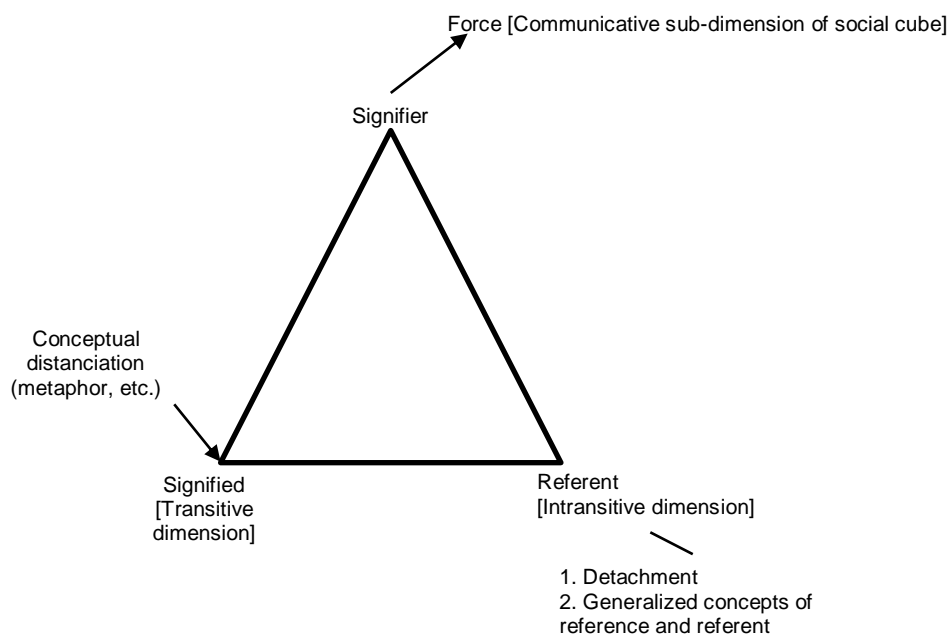 Force [Communicative sub-dimension of social cube]
Signifier
Conceptual
distanciation
(metaphor, etc.)
Signified
[Transitive
dimension]
Referent
[Intransitive dimension]
1. Detachment
2. Generalized concepts of
reference and referent